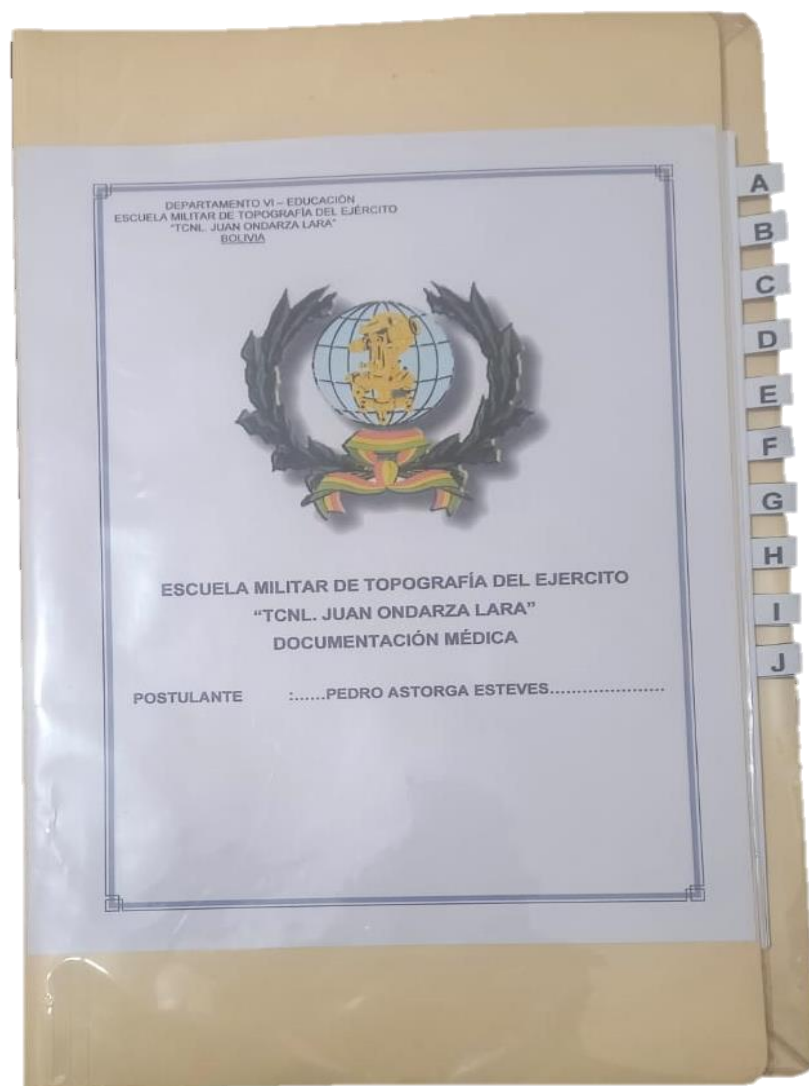 DEPARTAMENTO VI – EDUCACIÓN
ESCUELA MILITAR DE TOPOGRAFÍA DEL EJÉRCITO
"TCNL. JUAN ONDARZA LARA"
BOLIVIA
ESCUELA MILITAR DE TOPOGRAFÍA DEL EJERCITO
"TCNL. JUAN ONDARZA LARA"
DOCUMENTACIÓN MÉDICA
POSTULANTE :......PEDRO ASTORGA ESTEVES.....................
A
B
C
D
E
F
G
H
I
J